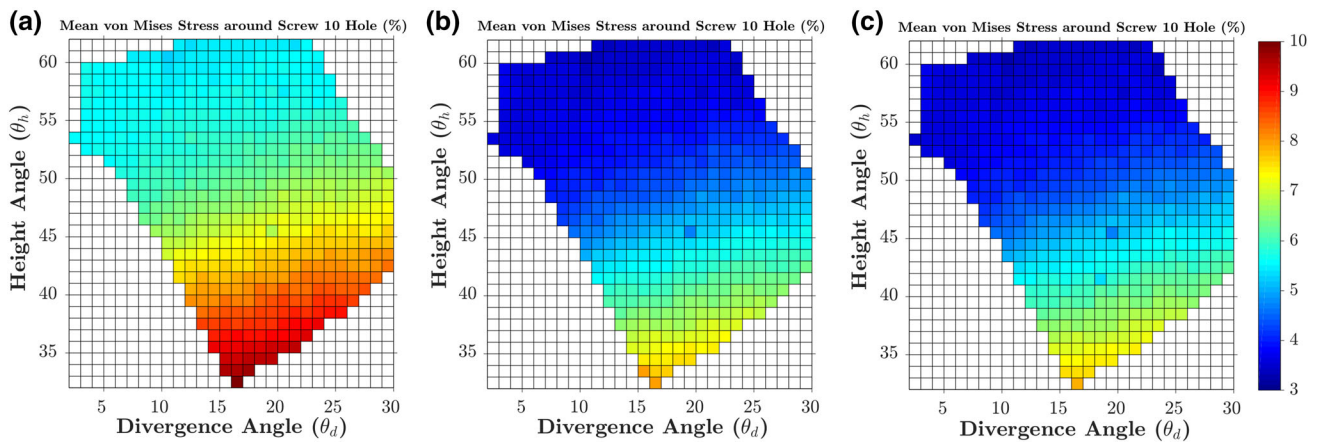 (a)
Mean von Mises Stress around Screw 10 Hole (%)
60
55
50
45
40
35
Height Angle (θh)
5 10 15 20 25 30
Divergence Angle (θd)
(b)
Mean von Mises Stress around Screw 10 Hole (%)
60
55
50
45
40
35
Height Angle (θh)
5 10 15 20 25 30
Divergence Angle (θd)
(c)
Mean von Mises Stress around Screw 10 Hole (%)
60
55
50
45
40
35
Height Angle (θh)
5 10 15 20 25 30
Divergence Angle (θd)
10
9
8
7
6
5
4
3